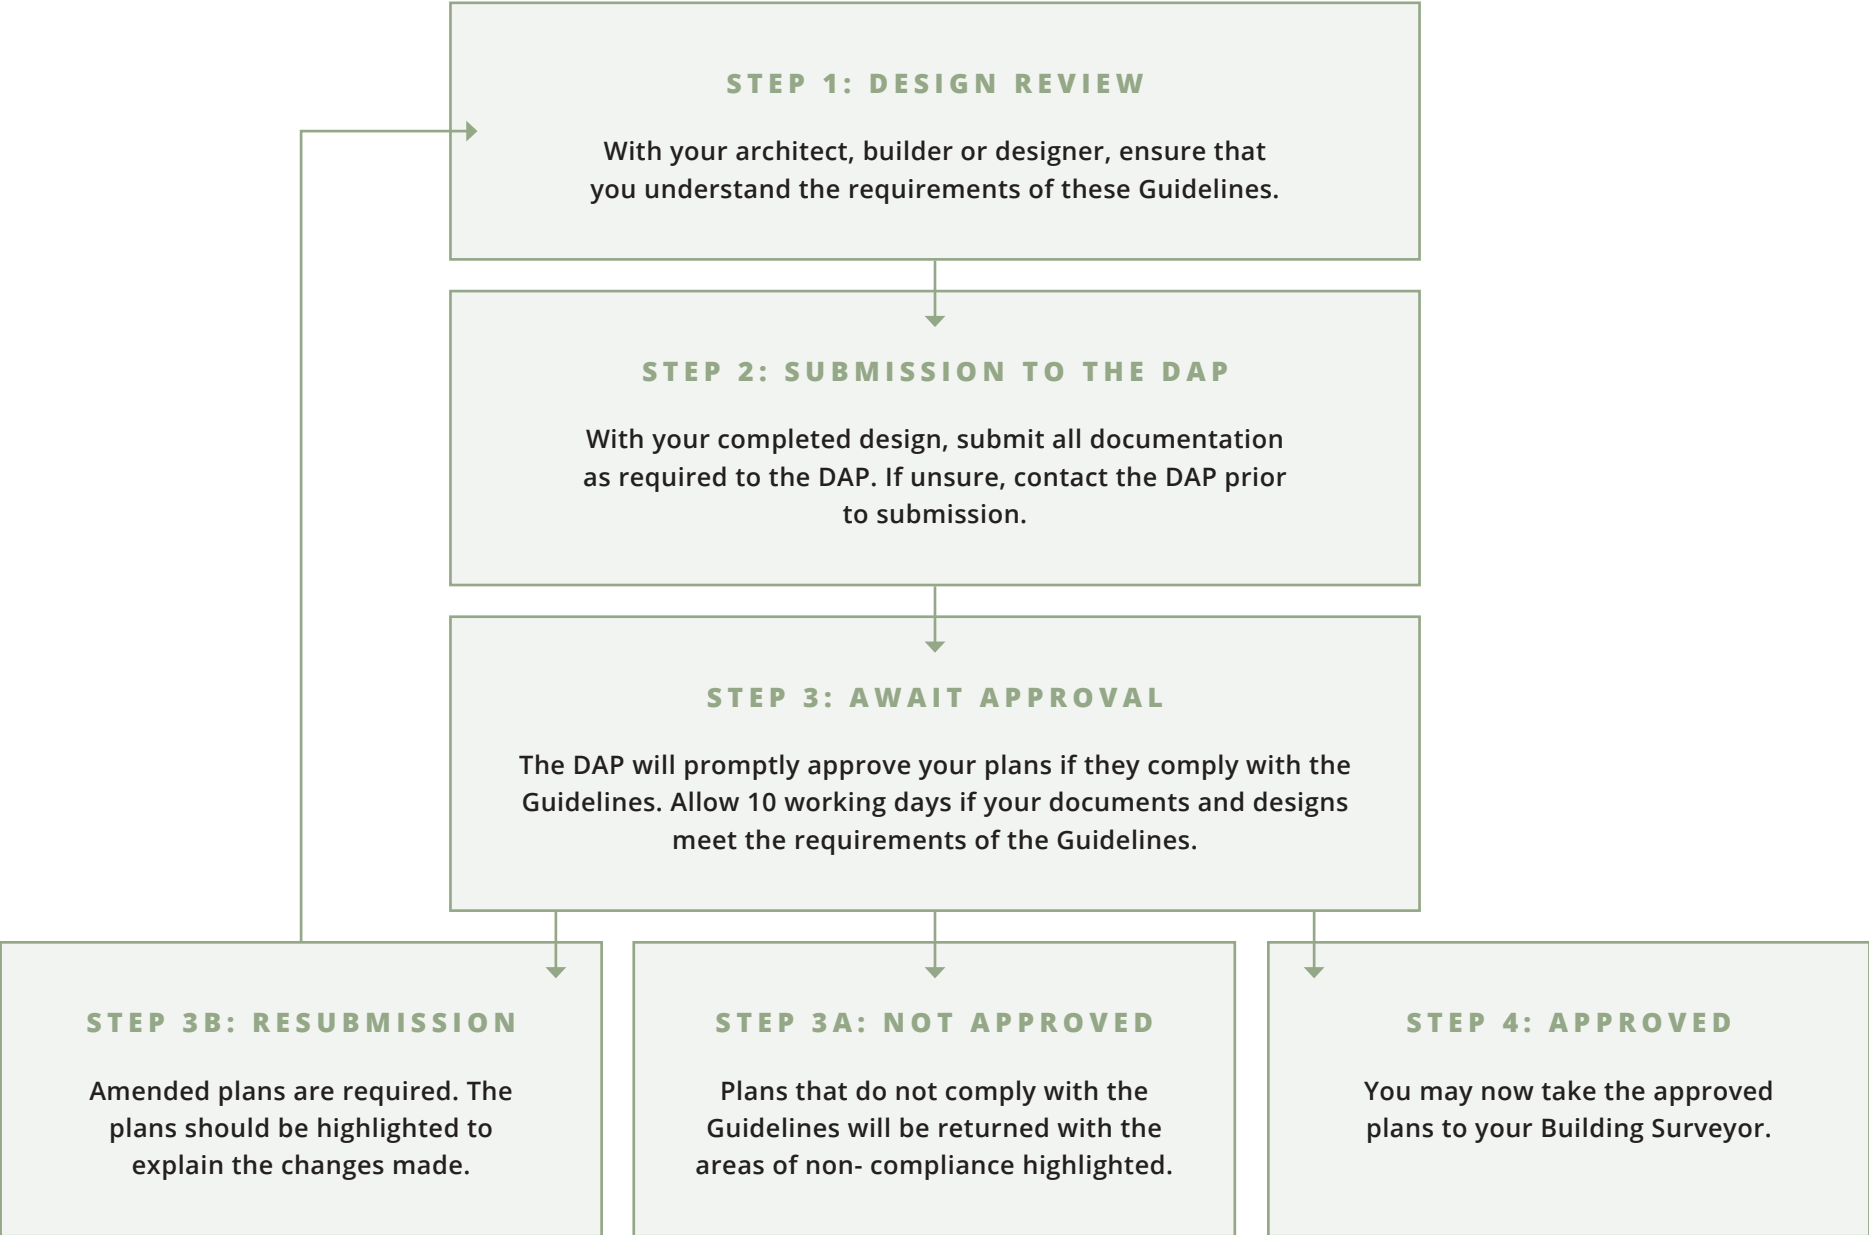 STEP 1: DESIGN REVIEW
With your architect, builder or designer, ensure that
you understand the requirements of these Guidelines.
STEP 2: SUBMISSION TO THE DAP
With your completed design, submit all documentation
as required to the DAP. If unsure, contact the DAP prior
to submission.
STEP 3: AWAIT APPROVAL
The DAP will promptly approve your plans if they comply with the
Guidelines. Allow 10 working days if your documents and designs
meet the requirements of the Guidelines.
STEP 3B: RESUBMISSION
Amended plans are required. The
plans should be highlighted to
explain the changes made.
STEP 3A: NOT APPROVED
Plans that do not comply with the
Guidelines will be returned with the
areas of non- compliance highlighted.
STEP 4: APPROVED
You may now take the approved
plans to your Building Surveyor.